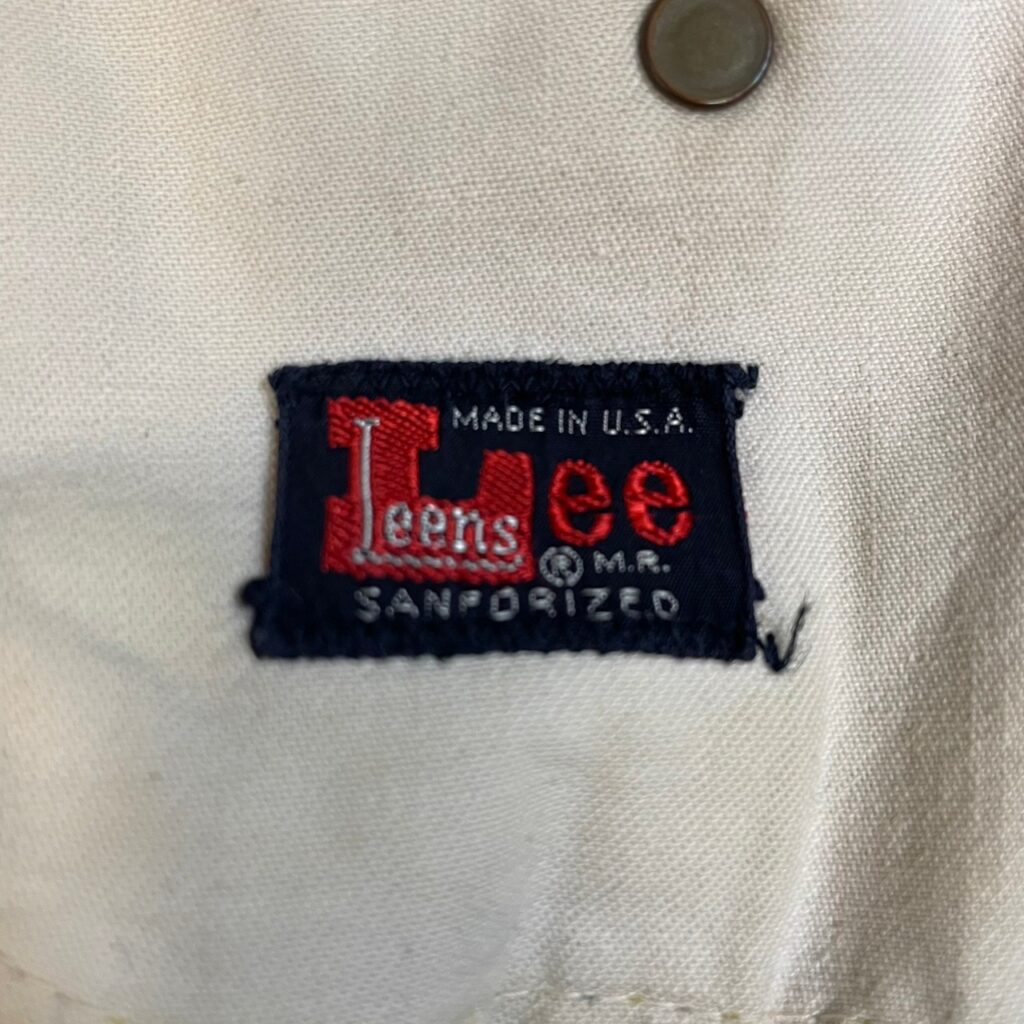 MADE IN U.S.A.
Lee
Leens
® M.R.
SANFORIZED